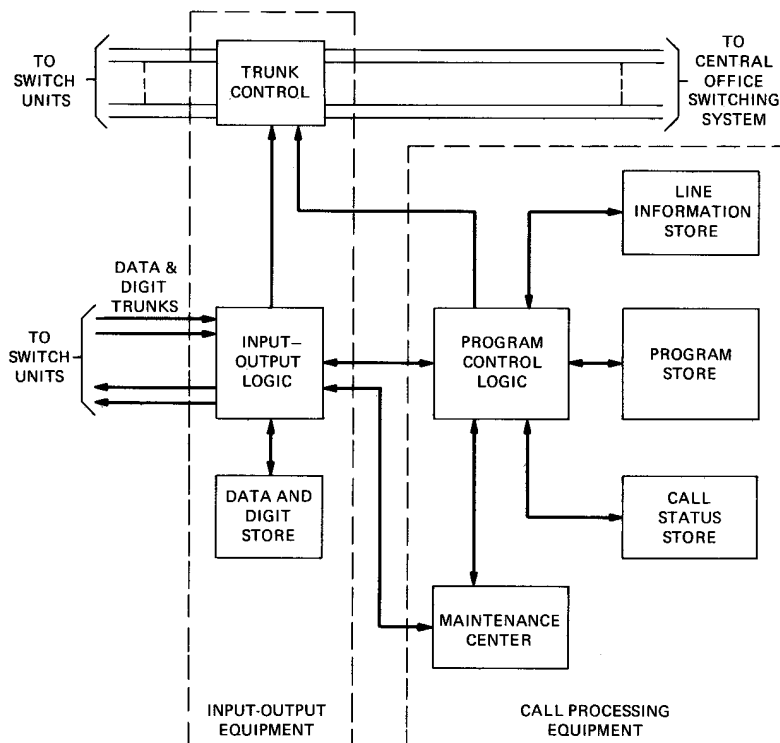 TO
SWITCH
UNITS
TRUNK
CONTROL
TO
CENTRAL
OFFICE
SWITCHING
SYSTEM
LINE
INFORMATION
STORE
DATA &
DIGIT
TRUNKS
TO
SWITCH
UNITS
INPUT–
OUTPUT
LOGIC
PROGRAM
CONTROL
LOGIC
PROGRAM
STORE
DATA AND
DIGIT
STORE
CALL
STATUS
STORE
MAINTENANCE
CENTER
INPUT-OUTPUT
EQUIPMENT
CALL PROCESSING
EQUIPMENT